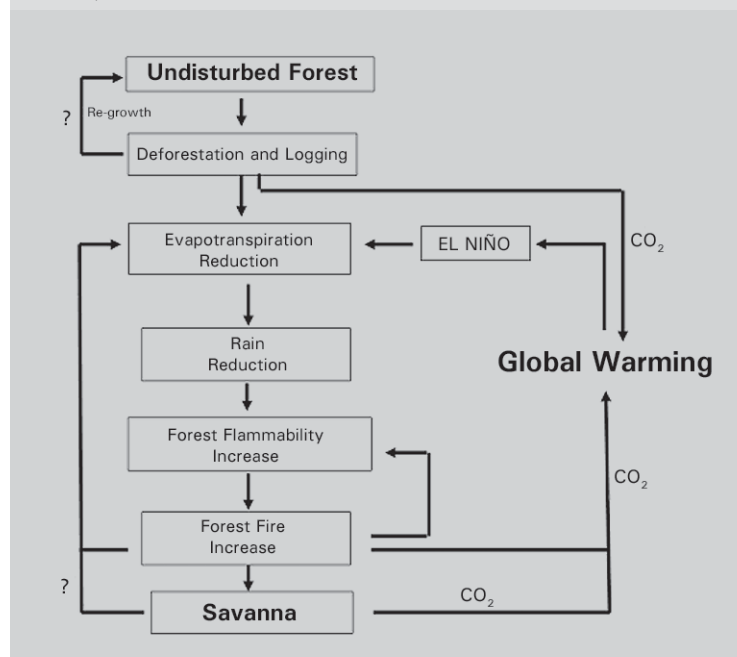 Undisturbed Forest
?
Re-growth
Deforestation and Logging
Evapotranspiration
Reduction
EL NIÑO
CO₂
Rain
Reduction
Global Warming
Forest Flammability
Increase
CO₂
Forest Fire
Increase
?
Savanna
CO₂